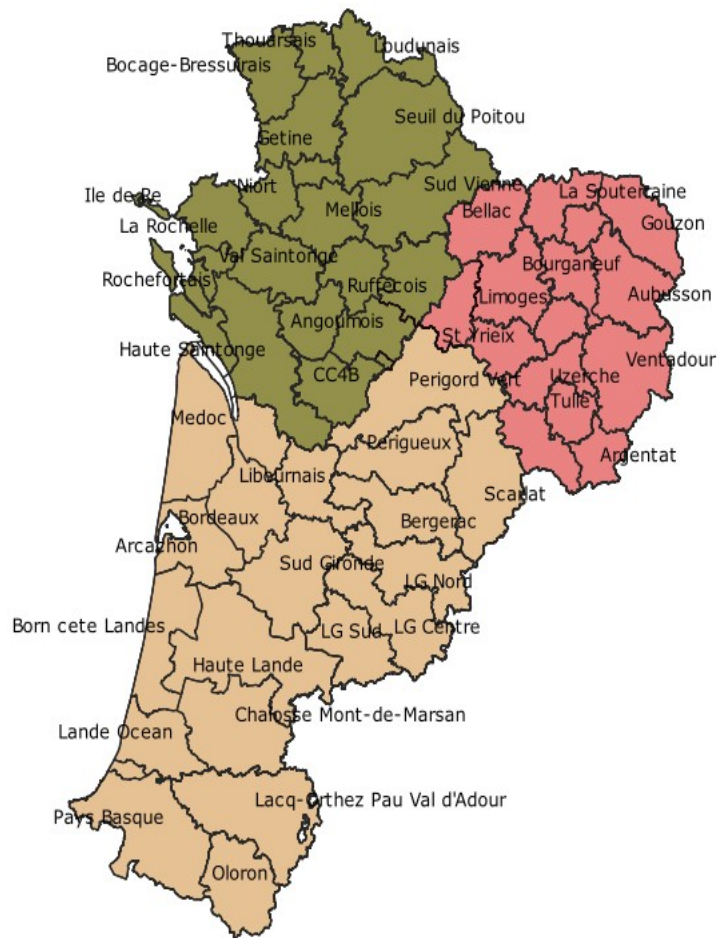 Thouarsais
Loudunais
Bocage-Bressuirais
Seuil du Poitou
Getine
Sud Vienne
Niort
Ile de Re
Mellois
La Souterraine
Bellac
Gouzon
La Rochelle
Val Saintonge
Bourganeuf
Rochefortais
Ruffecois
Limoges
Aubusson
Angoumois
St Yrieix
Haute Saintonge
Ventadour
CC4B
Perigord Vert
Uzerche
Tulle
Medoc
Perigueux
Argentat
Libournais
Scarlat
Bordeaux
Bergerac
Arcachon
Sud Gironde
LG Nord
Born cete Landes
LG Sud
LG Centre
Haute Lande
Chalosse Mont-de-Marsan
Lande Ocean
Lacq-Orthez Pau Val d'Adour
Pays Basque
Oloron